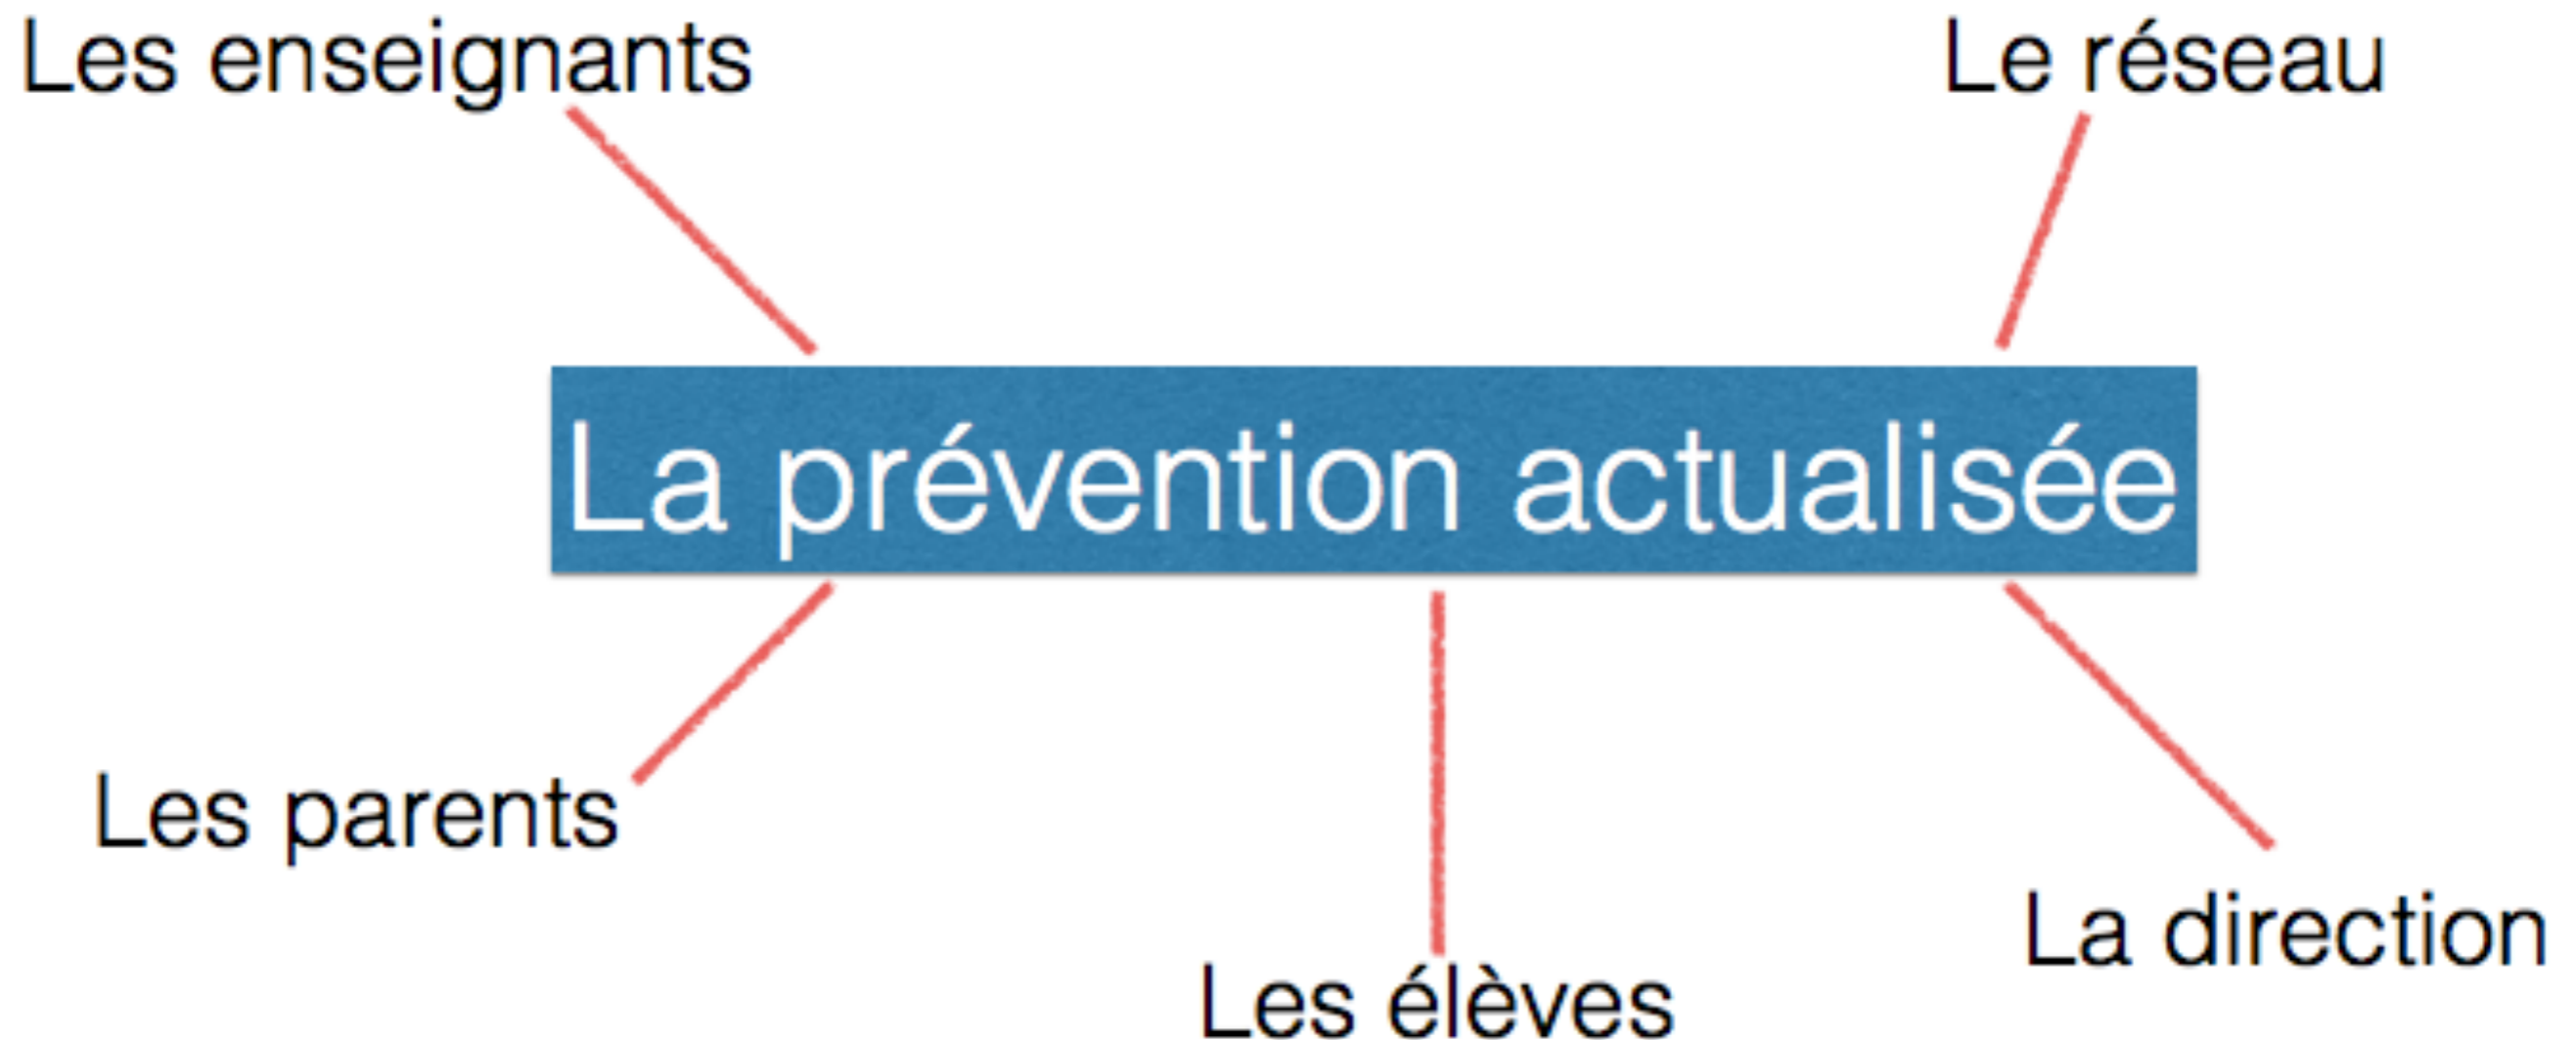 Les enseignants
Le réseau
La prévention actualisée
Les parents
La direction
Les élèves